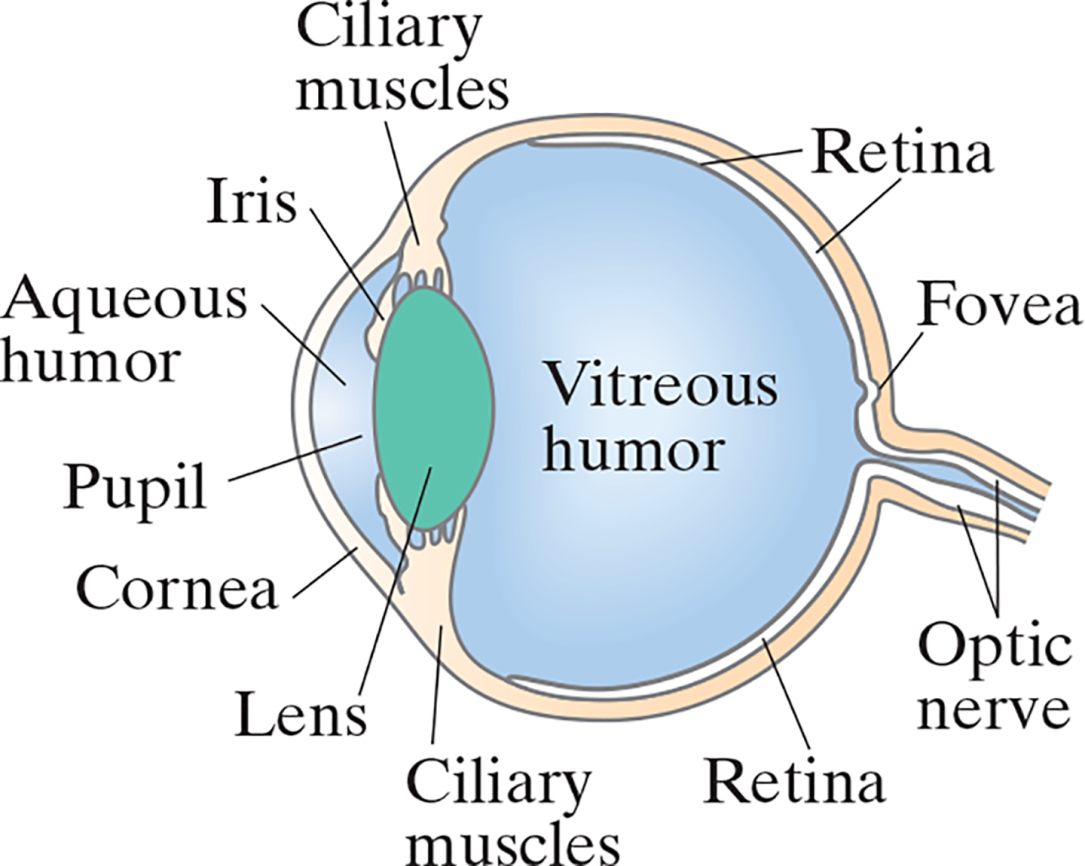 Ciliary
muscles
Retina
Iris
Aqueous
humor
Fovea
Vitreous
humor
Pupil
Cornea
Optic
nerve
Lens
Ciliary
muscles
Retina